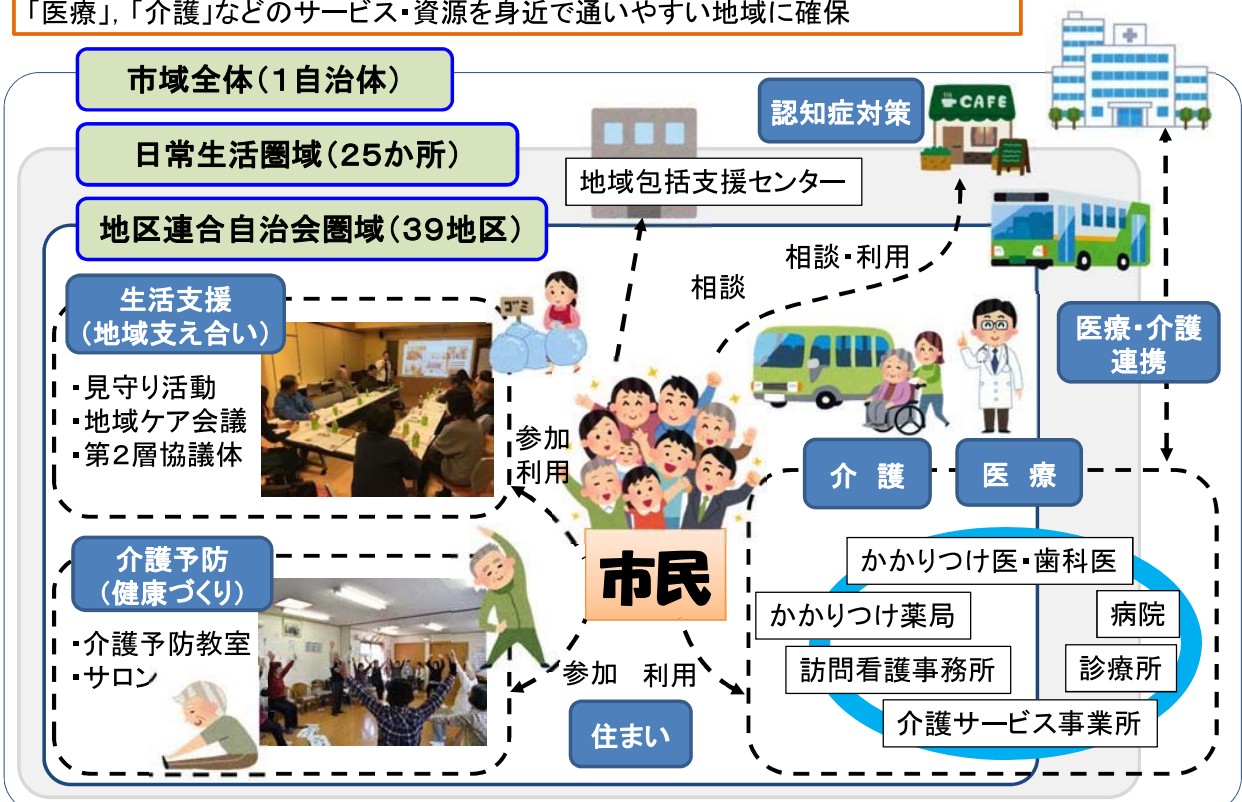 「医療」，「介護」などのサービス・資源を身近で通いやすい地域に確保
市域全体（１自治体）
日常生活圏域（２５か所）
地区連合自治会圏域（３９地区）
認知症対策
CAFE
地域包括支援センター
相談・利用
相談
生活支援
（地域支え合い）
ゴミ
・見守り活動
・地域ケア会議
・第２層協議体
参加
利用
医療・介護
連携
介護
医療
市民
介護予防
（健康づくり）
・介護予防教室
・サロン
参加
利用
住まい
かかりつけ医・歯科医
かかりつけ薬局
病院
訪問看護事務所
診療所
介護サービス事業所